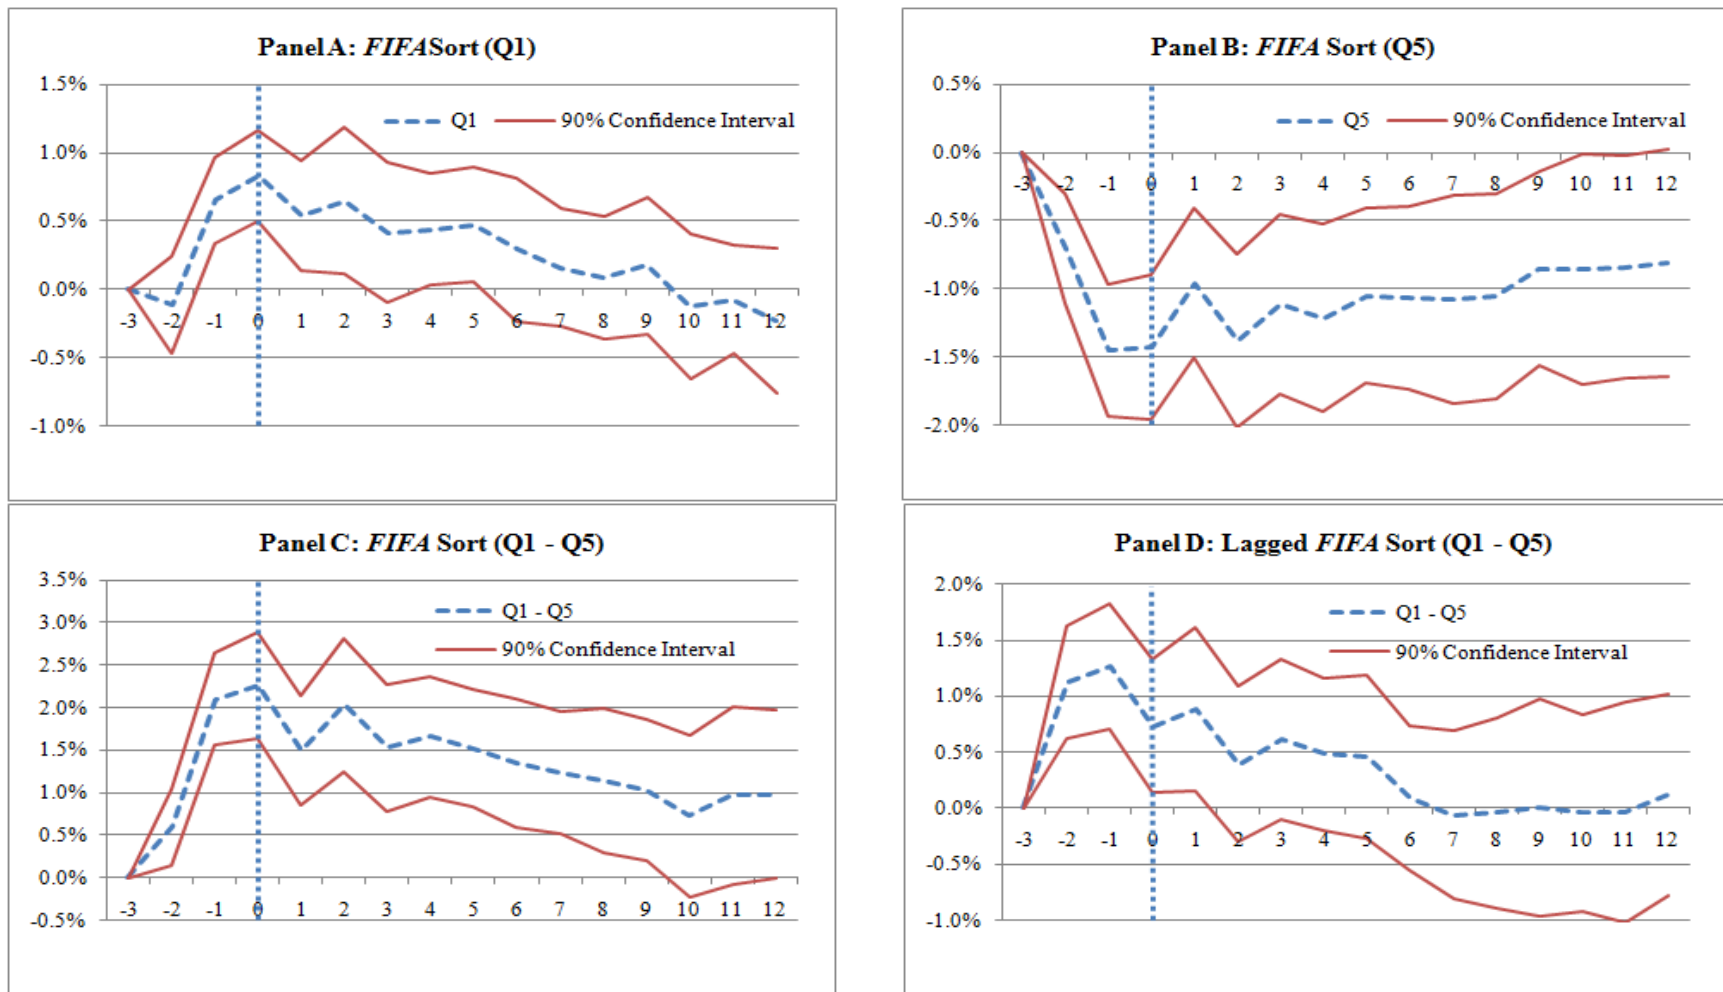 Panel A: FIFASort (Q1)
1.5%
1.0%
0.5%
0.0%
-0.5%
-1.0%
Q1
90% Confidence Interval
-3 -2 -1 0 1 2 3 4 5 6 7 8 9 10 11 12
Panel B: FIFA Sort (Q5)
0.5%
0.0%
-0.5%
-1.0%
-1.5%
-2.0%
Q5
90% Confidence Interval
-3 -2 -1 0 1 2 3 4 5 6 7 8 9 10 11 12
Panel C: FIFA Sort (Q1 - Q5)
3.5%
3.0%
2.5%
2.0%
1.5%
1.0%
0.5%
0.0%
-0.5%
Q1 - Q5
90% Confidence Interval
-3 -2 -1 0 1 2 3 4 5 6 7 8 9 10 11 12
Panel D: Lagged FIFA Sort (Q1 - Q5)
2.0%
1.5%
1.0%
0.5%
0.0%
-0.5%
-1.0%
Q1 - Q5
90% Confidence Interval
-3 -2 -1 0 1 2 3 4 5 6 7 8 9 10 11 12